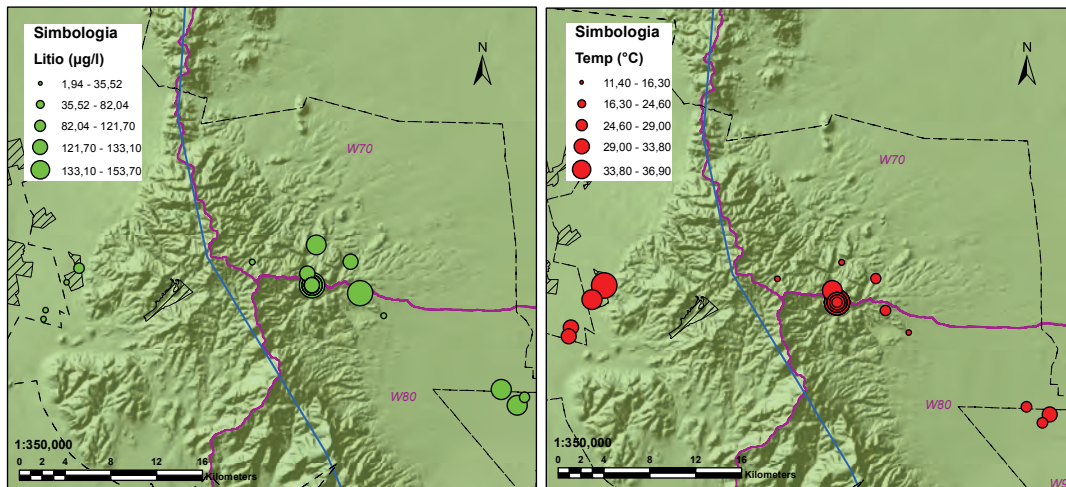 Simbologia
Litio (µg/l)
1,94 - 35,52
35,52 - 82,04
82,04 - 121,70
121,70 - 133,10
133,10 - 153,70
N
W70
W80
1:350,000
0 2 4 8 12 16
Kilometers
Simbologia
Temp (°C)
11,40 - 16,30
16,30 - 24,60
24,60 - 29,00
29,00 - 33,80
33,80 - 36,90
N
W70
W80
W9
1:350,000
0 2 4 8 12 16
Kilometers